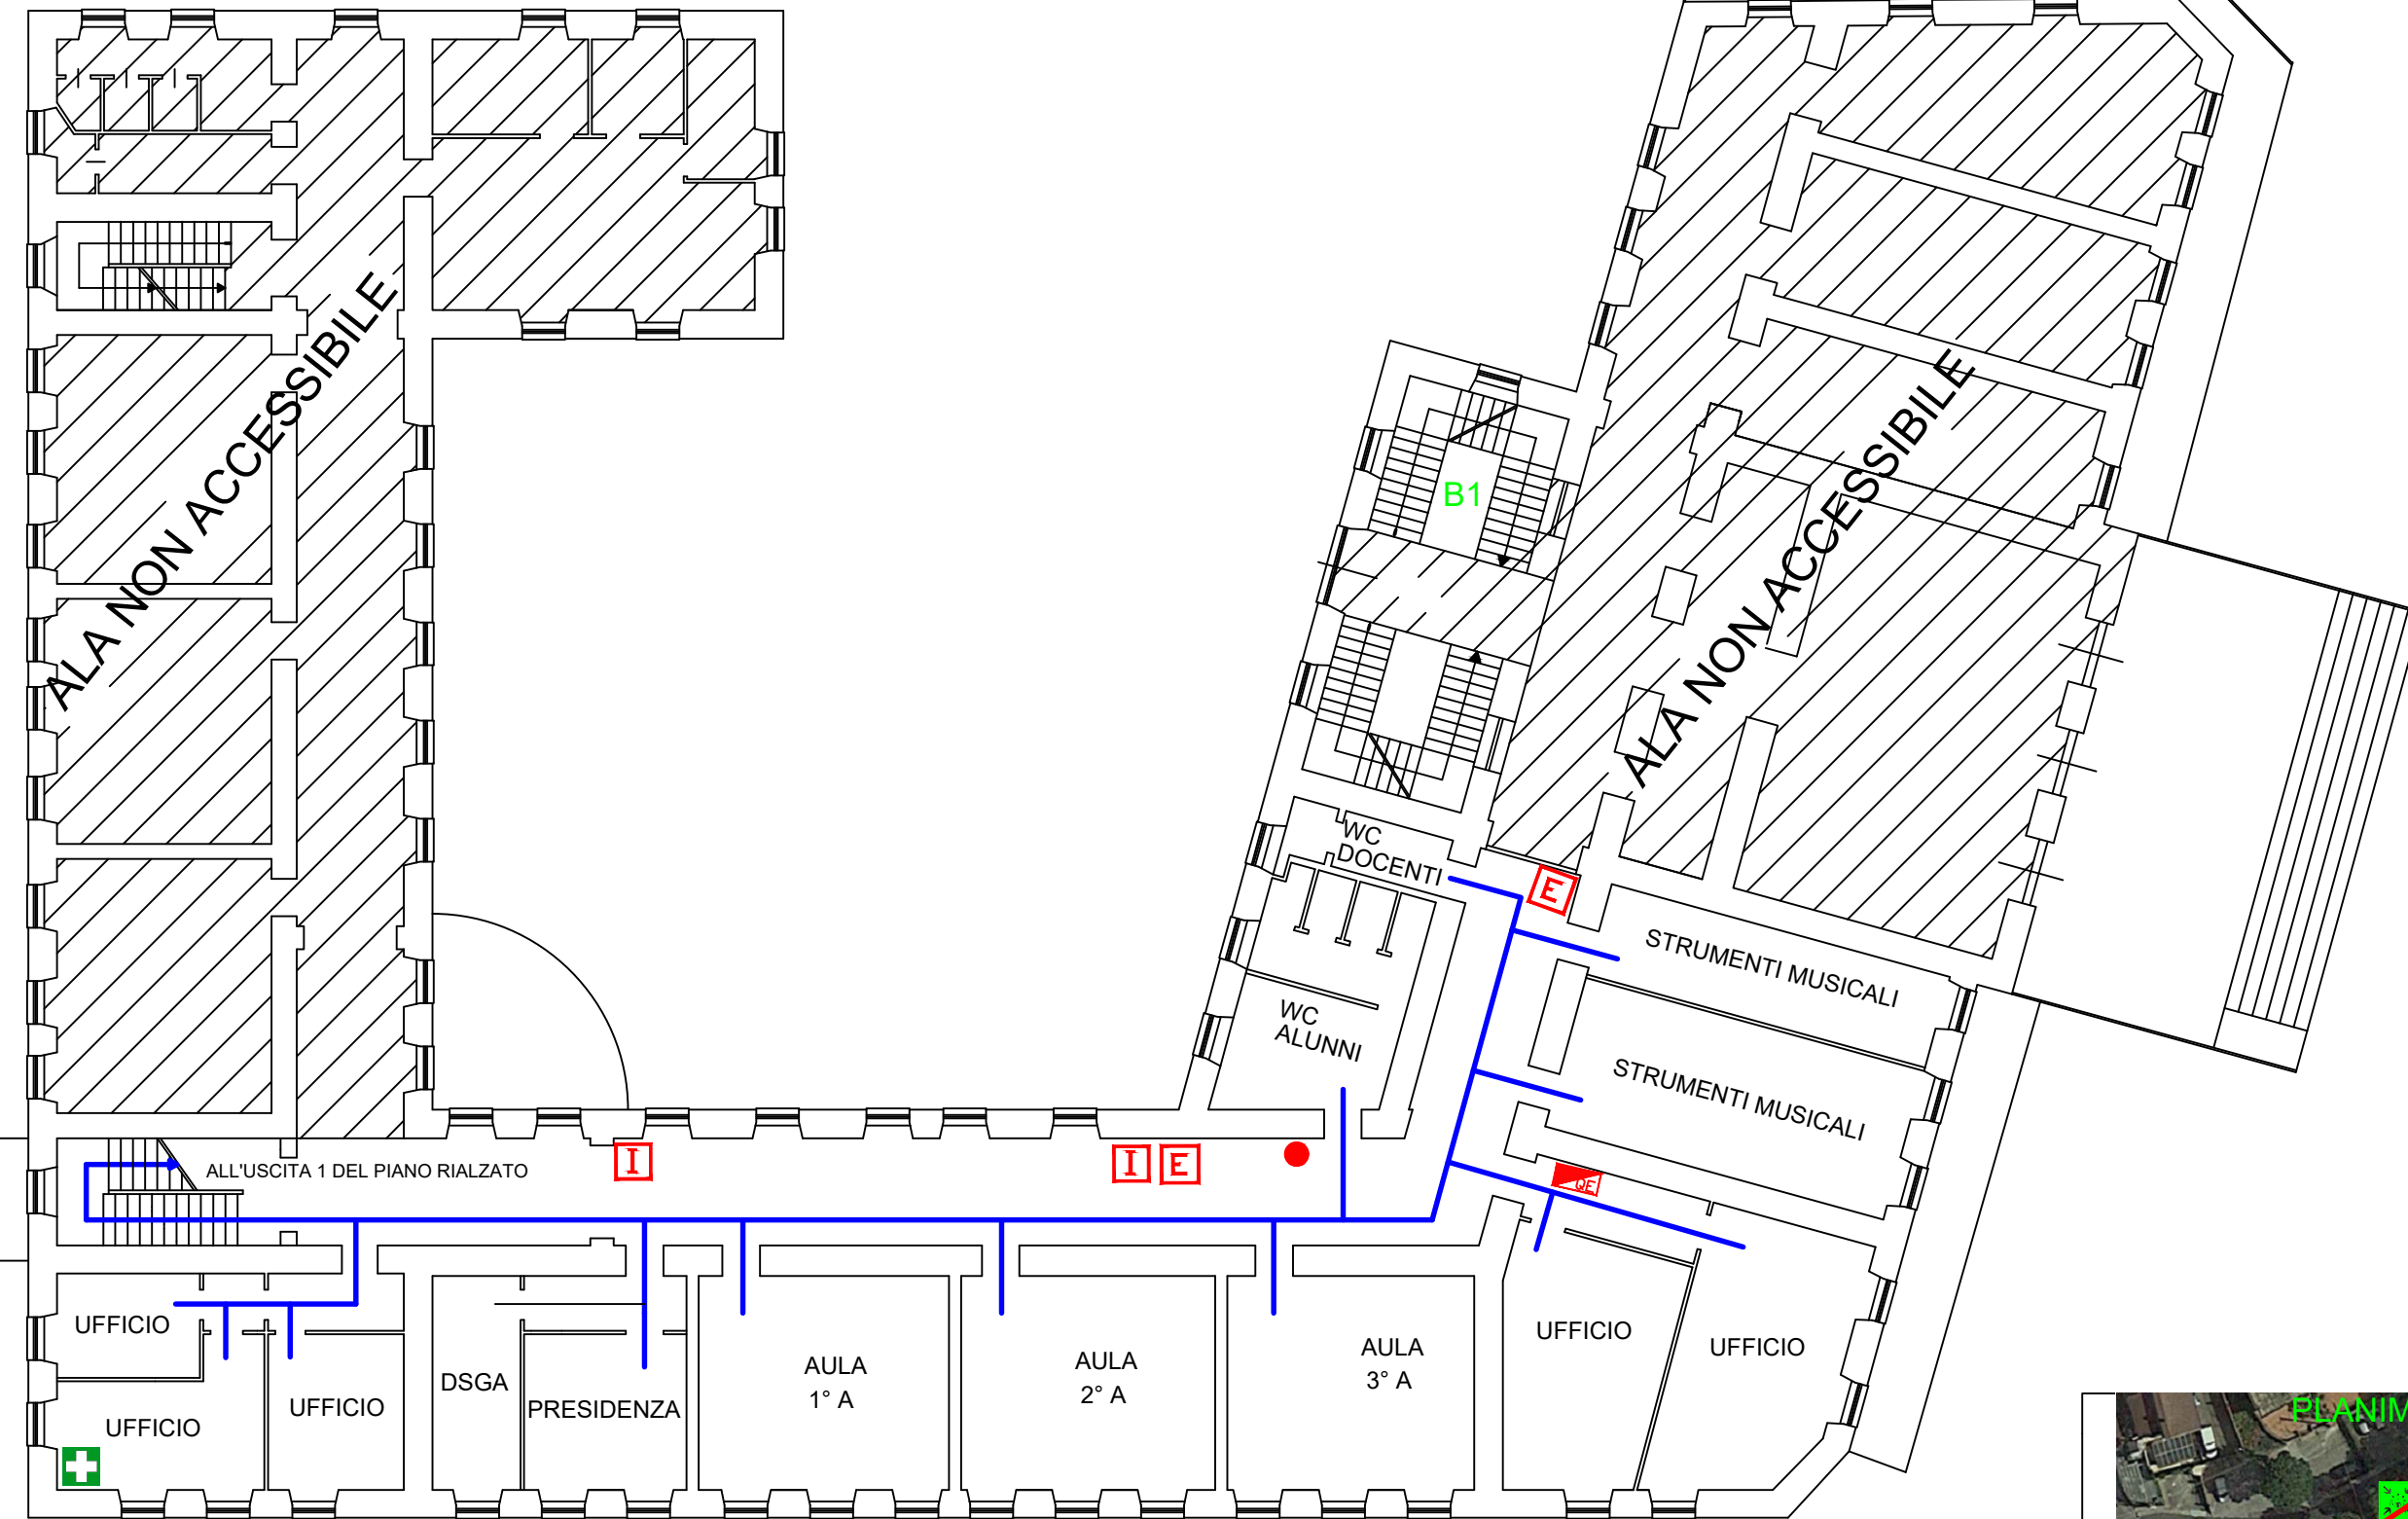 ALA NON ACCESSIBILE
ALA NON ACCESSIBILE
B1
WC
DOCENTI
E
STRUMENTI MUSICALI
WC
ALUNNI
STRUMENTI MUSICALI
I
I
E
ALL'USCITA 1 DEL PIANO RIALZATO
QE
UFFICIO
UFFICIO
UFFICIO
DSGA
PRESIDENZA
AULA
1° A
AULA
2° A
AULA
3° A
UFFICIO
UFFICIO
PLANIM